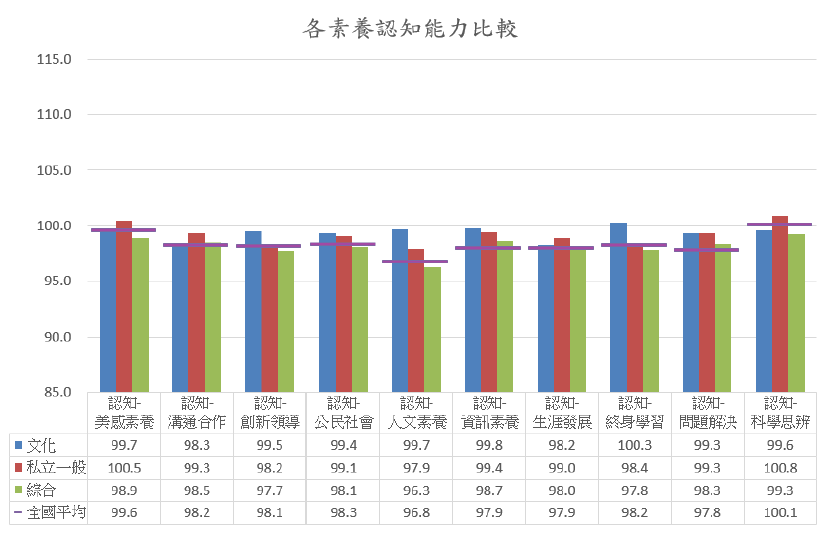 各素養認知能力比較
115.0
110.0
105.0
100.0
95.0
90.0
85.0
認知- 認知- 認知- 認知- 認知- 認知- 認知- 認知- 認知- 認知-
美感素養 溝通合作 創新領導 公民社會 人文素養 資訊素養 生涯發展 終身學習 問題解決 科學思辨
文化 99.7 98.3 99.5 99.4 99.7 99.8 98.2 100.3 99.3 99.6
私立一般 100.5 99.3 98.2 99.1 97.9 99.4 99.0 98.4 99.3 100.8
綜合 98.9 98.5 97.7 98.1 96.3 98.7 98.0 97.8 98.3 99.3
全國平均 99.6 98.2 98.1 98.3 96.8 97.9 97.9 98.2 97.8 100.1